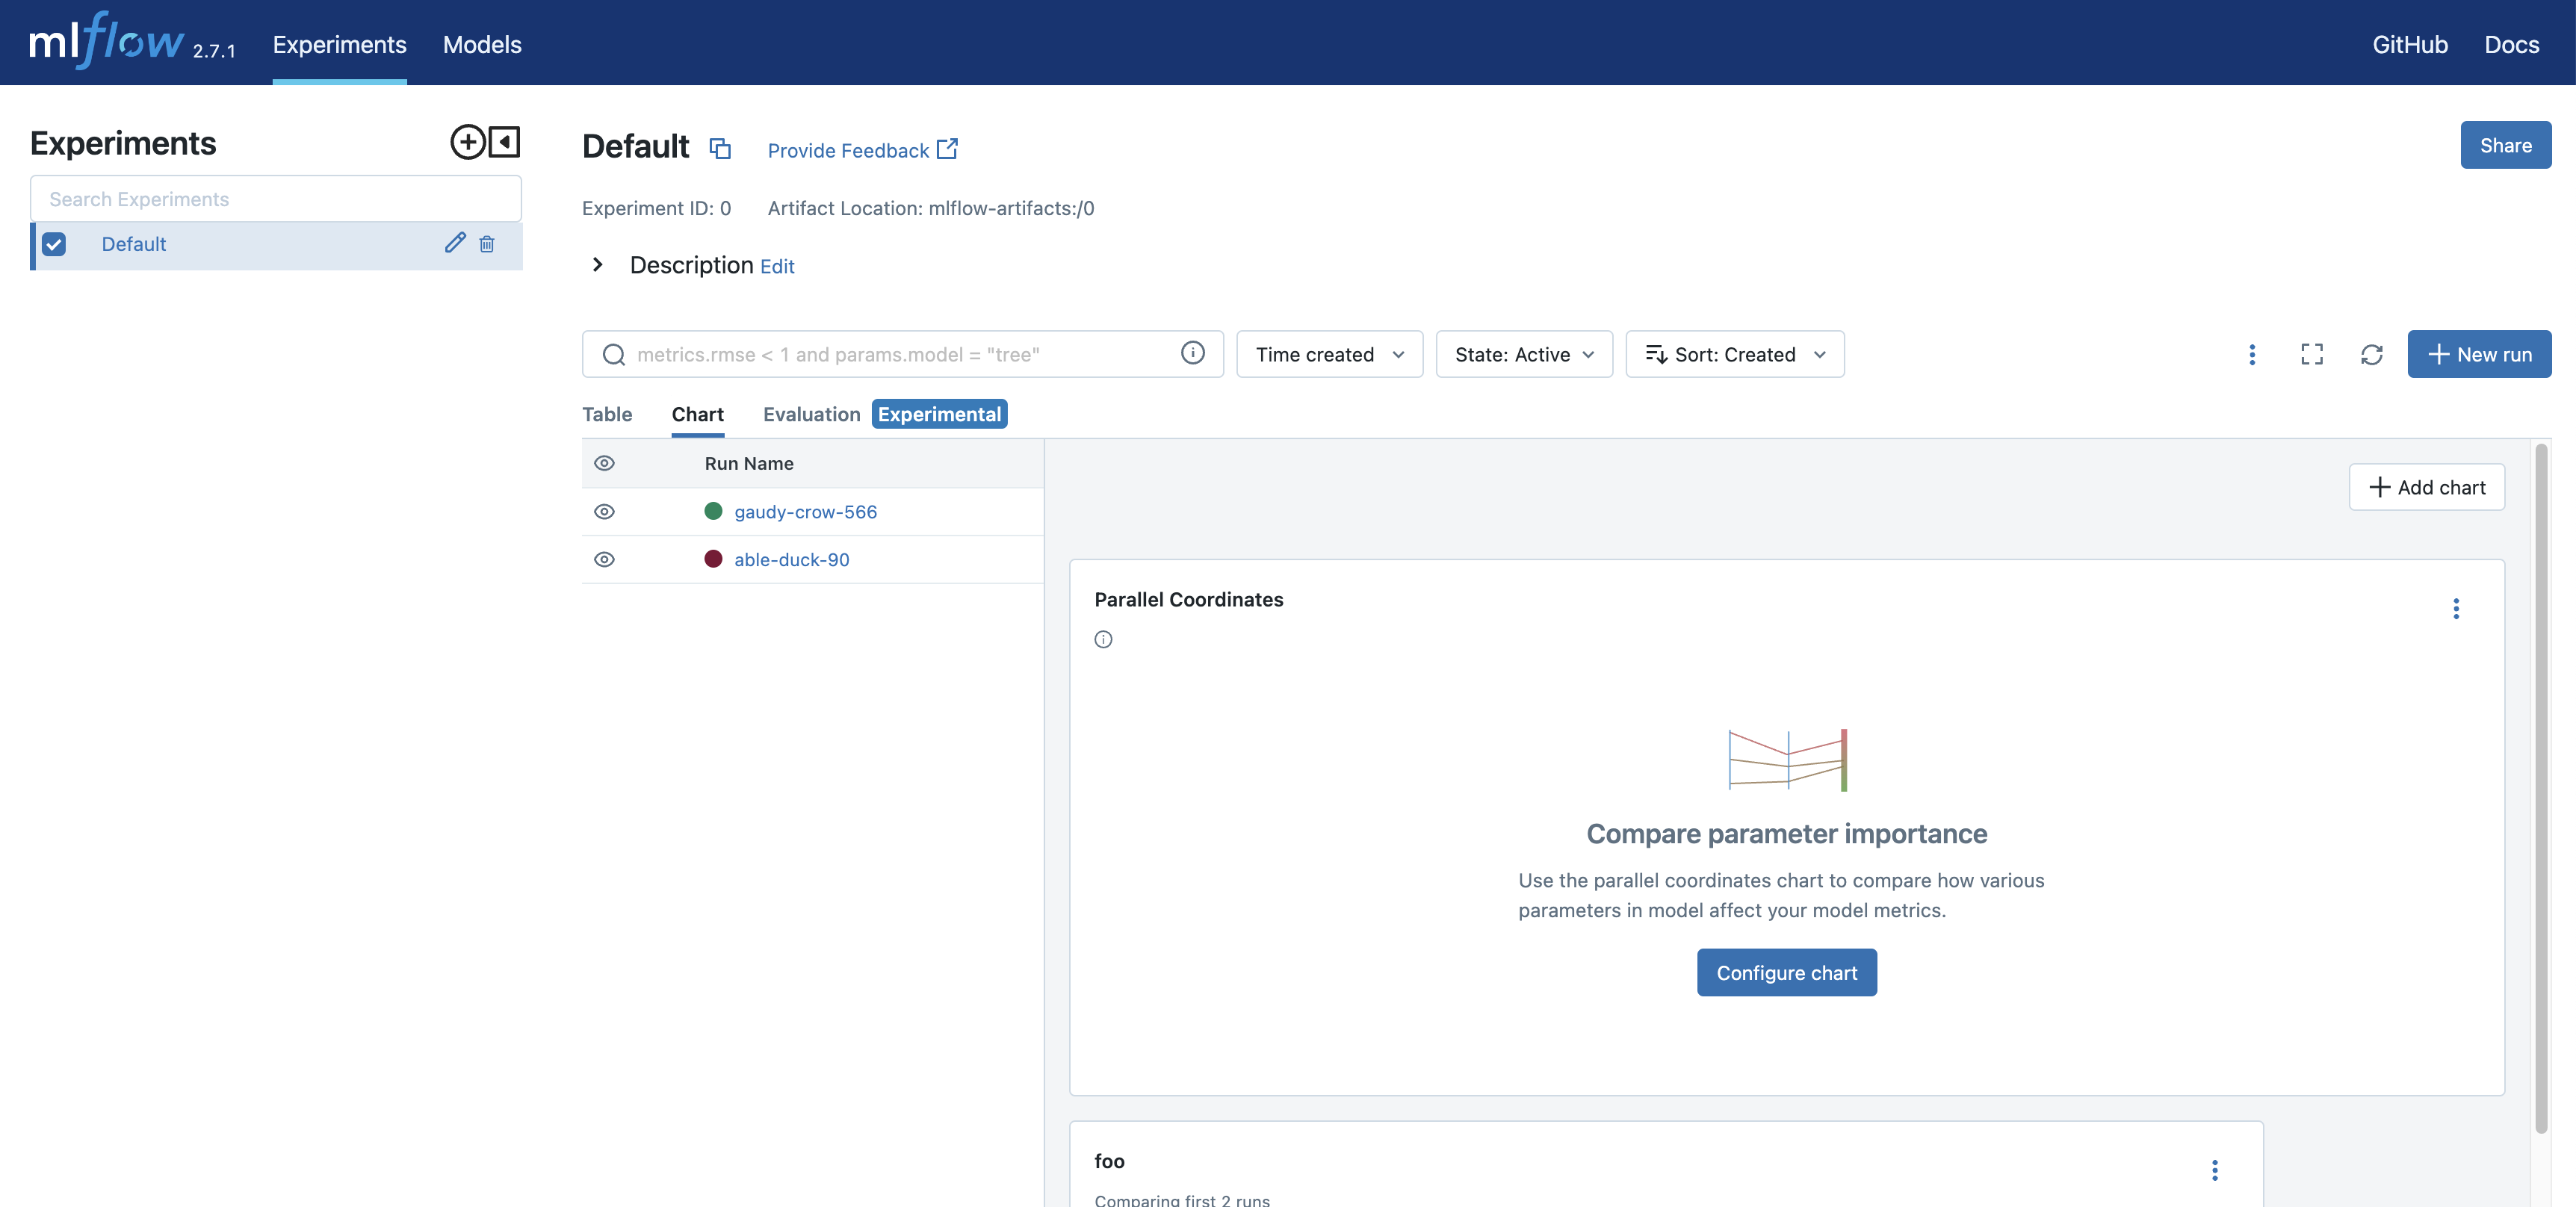 mlflow 2.7.1 Experiments Models GitHub Docs
Experiments
Search Experiments
Default
Default Provide Feedback Share
Experiment ID: 0 Artifact Location: mlflow-artifacts:/0
Description Edit
metrics.rmse < 1 and params.model = "tree" Time created State: Active Sort: Created New run
Table Chart Evaluation Experimental
Run Name
gaudy-crow-566
able-duck-90
Add chart
Parallel Coordinates
Compare parameter importance
Use the parallel coordinates chart to compare how various
parameters in model affect your model metrics.
Configure chart
foo
Comparing first 2 runs